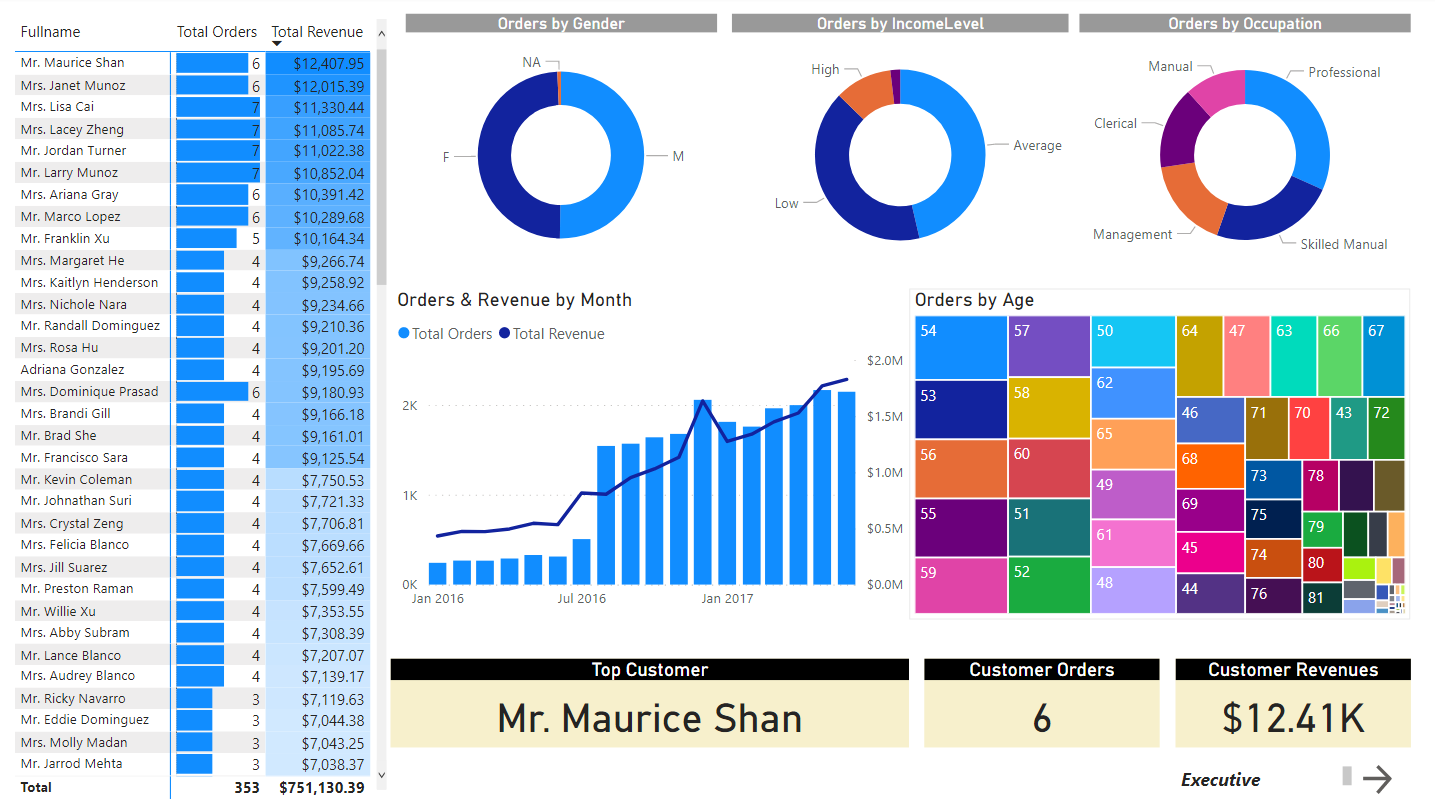 Fullname Total Orders Total Revenue
Mr. Maurice Shan 6 $12,407.95
Mrs. Janet Munoz 6 $12,015.39
Mrs. Lisa Cai 7 $11,330.44
Mrs. Lacey Zheng 7 $11,085.74
Mr. Jordan Turner 7 $11,022.38
Mr. Larry Munoz 7 $10,852.04
Mrs. Ariana Gray 6 $10,391.42
Mr. Marco Lopez 6 $10,289.68
Mr. Franklin Xu 5 $10,164.34
Mrs. Margaret He 4 $9,266.74
Mrs. Kaitlyn Henderson 4 $9,258.92
Mrs. Nichole Nara 4 $9,234.66
Mr. Randall Dominguez 4 $9,210.36
Mrs. Rosa Hu 4 $9,201.20
Adriana Gonzalez 4 $9,195.69
Mrs. Dominique Prasad 6 $9,180.93
Mrs. Brandi Gill 4 $9,166.18
Mr. Brad She 4 $9,161.01
Mr. Francisco Sara 4 $9,125.54
Mr. Kevin Coleman 4 $7,750.53
Mr. Johnathan Suri 4 $7,721.33
Mrs. Crystal Zeng 4 $7,706.81
Mrs. Felicia Blanco 4 $7,669.66
Mrs. Jill Suarez 4 $7,652.61
Mr. Preston Raman 4 $7,599.49
Mr. Willie Xu 4 $7,353.55
Mrs. Abby Subram 4 $7,308.39
Mr. Lance Blanco 4 $7,207.07
Mrs. Audrey Blanco 4 $7,139.17
Mr. Ricky Navarro 3 $7,119.63
Mr. Eddie Dominguez 3 $7,044.38
Mrs. Molly Madan 3 $7,043.25
Mr. Jarrod Mehta 3 $7,038.37
Total 353 $751,130.39
Orders by Gender
NA
F
M
Orders by IncomeLevel
High
Average
Low
Orders by Occupation
Manual
Professional
Clerical
Management
Skilled Manual
Orders & Revenue by Month
Total Orders Total Revenue
2K
1K
0K
$2.0M
$1.5M
$1.0M
$0.5M
$0.0M
Jan 2016 Jul 2016 Jan 2017
Orders by Age
54
53
56
55
59
57
58
60
51
52
50
62
65
49
61
48
64
47
63
66
67
46
68
69
45
44
71
70
43
72
73
75
74
76
78
79
80
81
Top Customer
Mr. Maurice Shan
Customer Orders
6
Customer Revenues
$12.41K
Executive